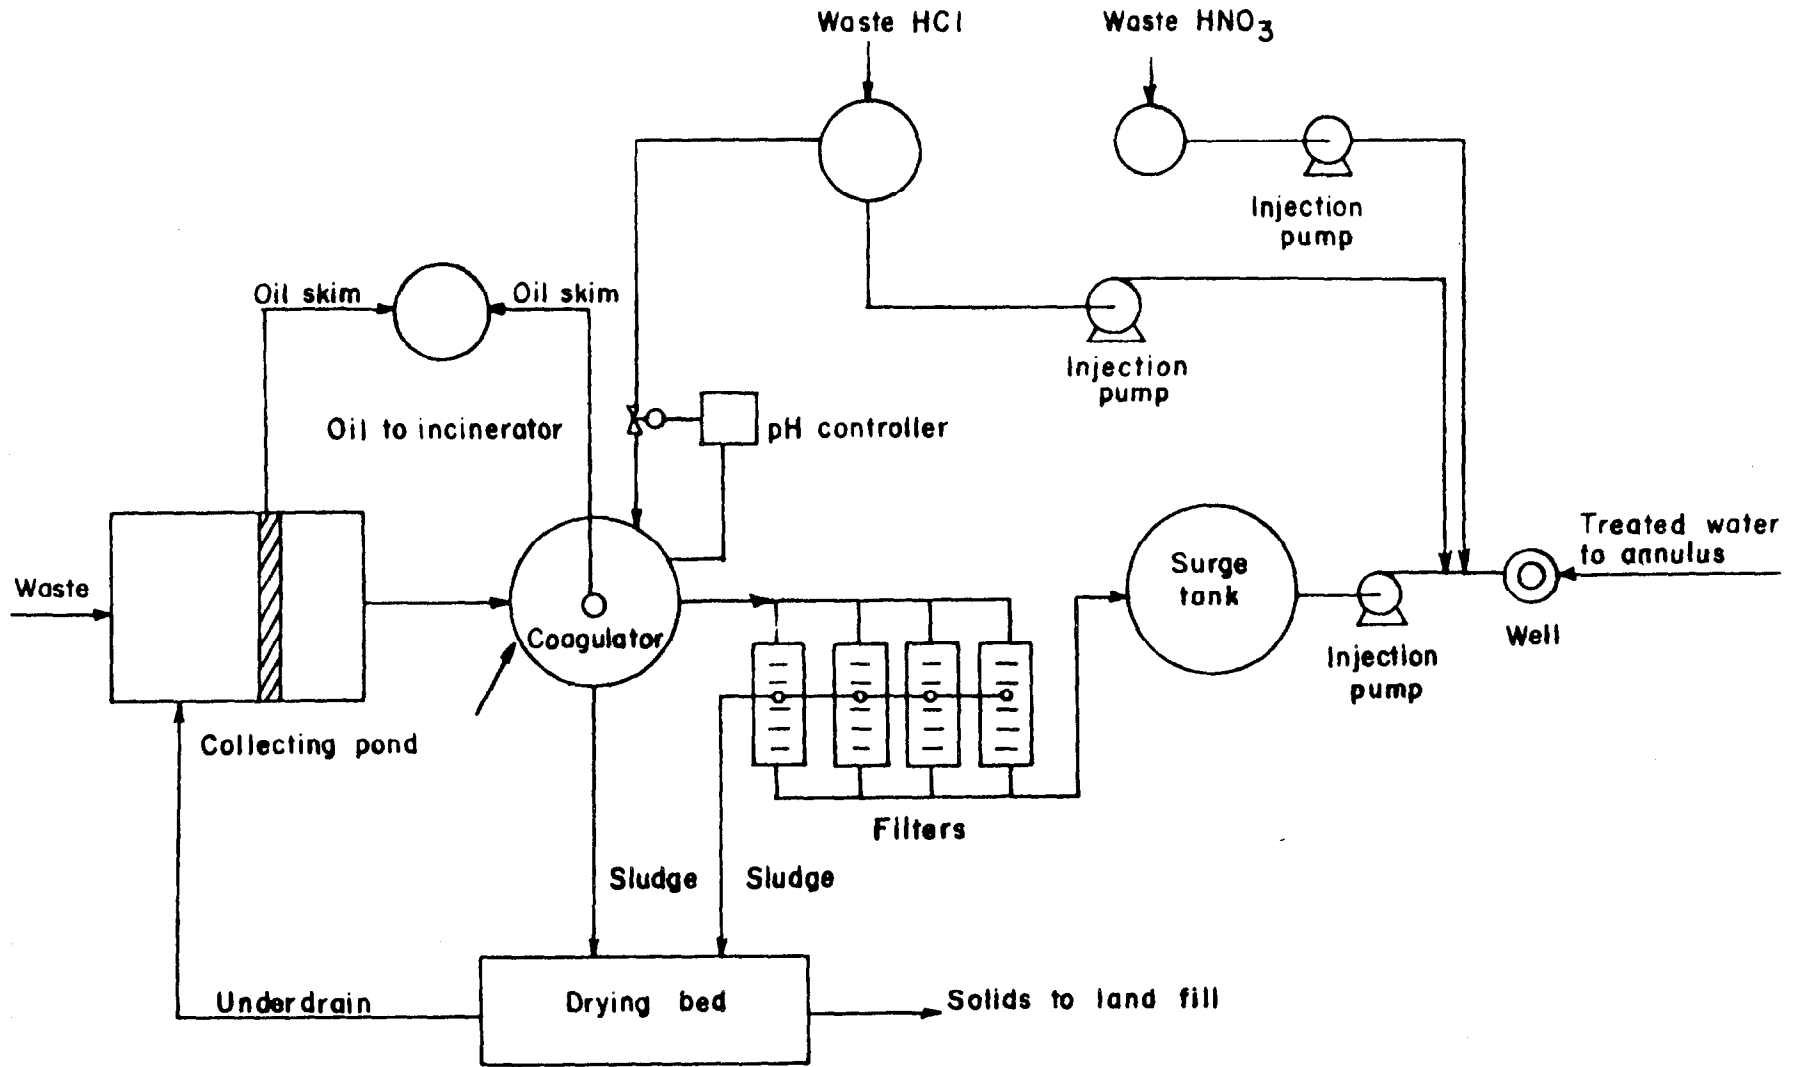 Waste HCl
Waste HNO3
Injection
pump
Oil skim
Oil skim
Injection
pump
Oil to incinerator
pH controller
Treated water
to annulus
Surge
tank
Waste
Coagulator
Well
Injection
pump
Collecting pond
Filters
Sludge
Sludge
Underdrain
Drying bed
Solids to land fill